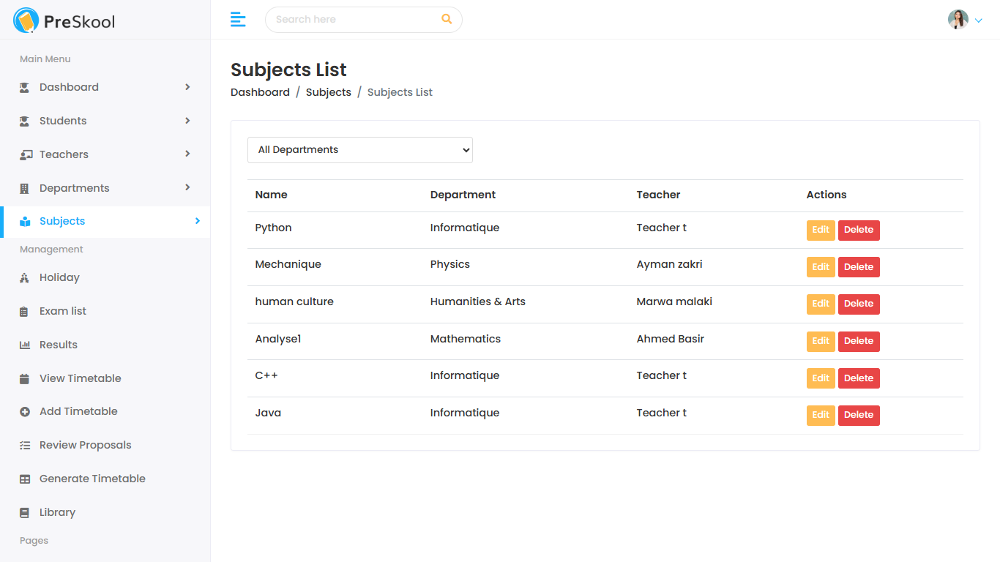 PreSkool
Search here
Main Menu
Dashboard
Students
Teachers
Departments
Subjects
Management
Holiday
Exam list
Results
View Timetable
Add Timetable
Review Proposals
Generate Timetable
Library
Pages
Subjects List
Dashboard / Subjects / Subjects List
All Departments
Name Department Teacher Actions
Python Informatique Teacher t Edit Delete
Mechanique Physics Ayman zakri Edit Delete
human culture Humanities & Arts Marwa malaki Edit Delete
Analyse1 Mathematics Ahmed Basir Edit Delete
C++ Informatique Teacher t Edit Delete
Java Informatique Teacher t Edit Delete